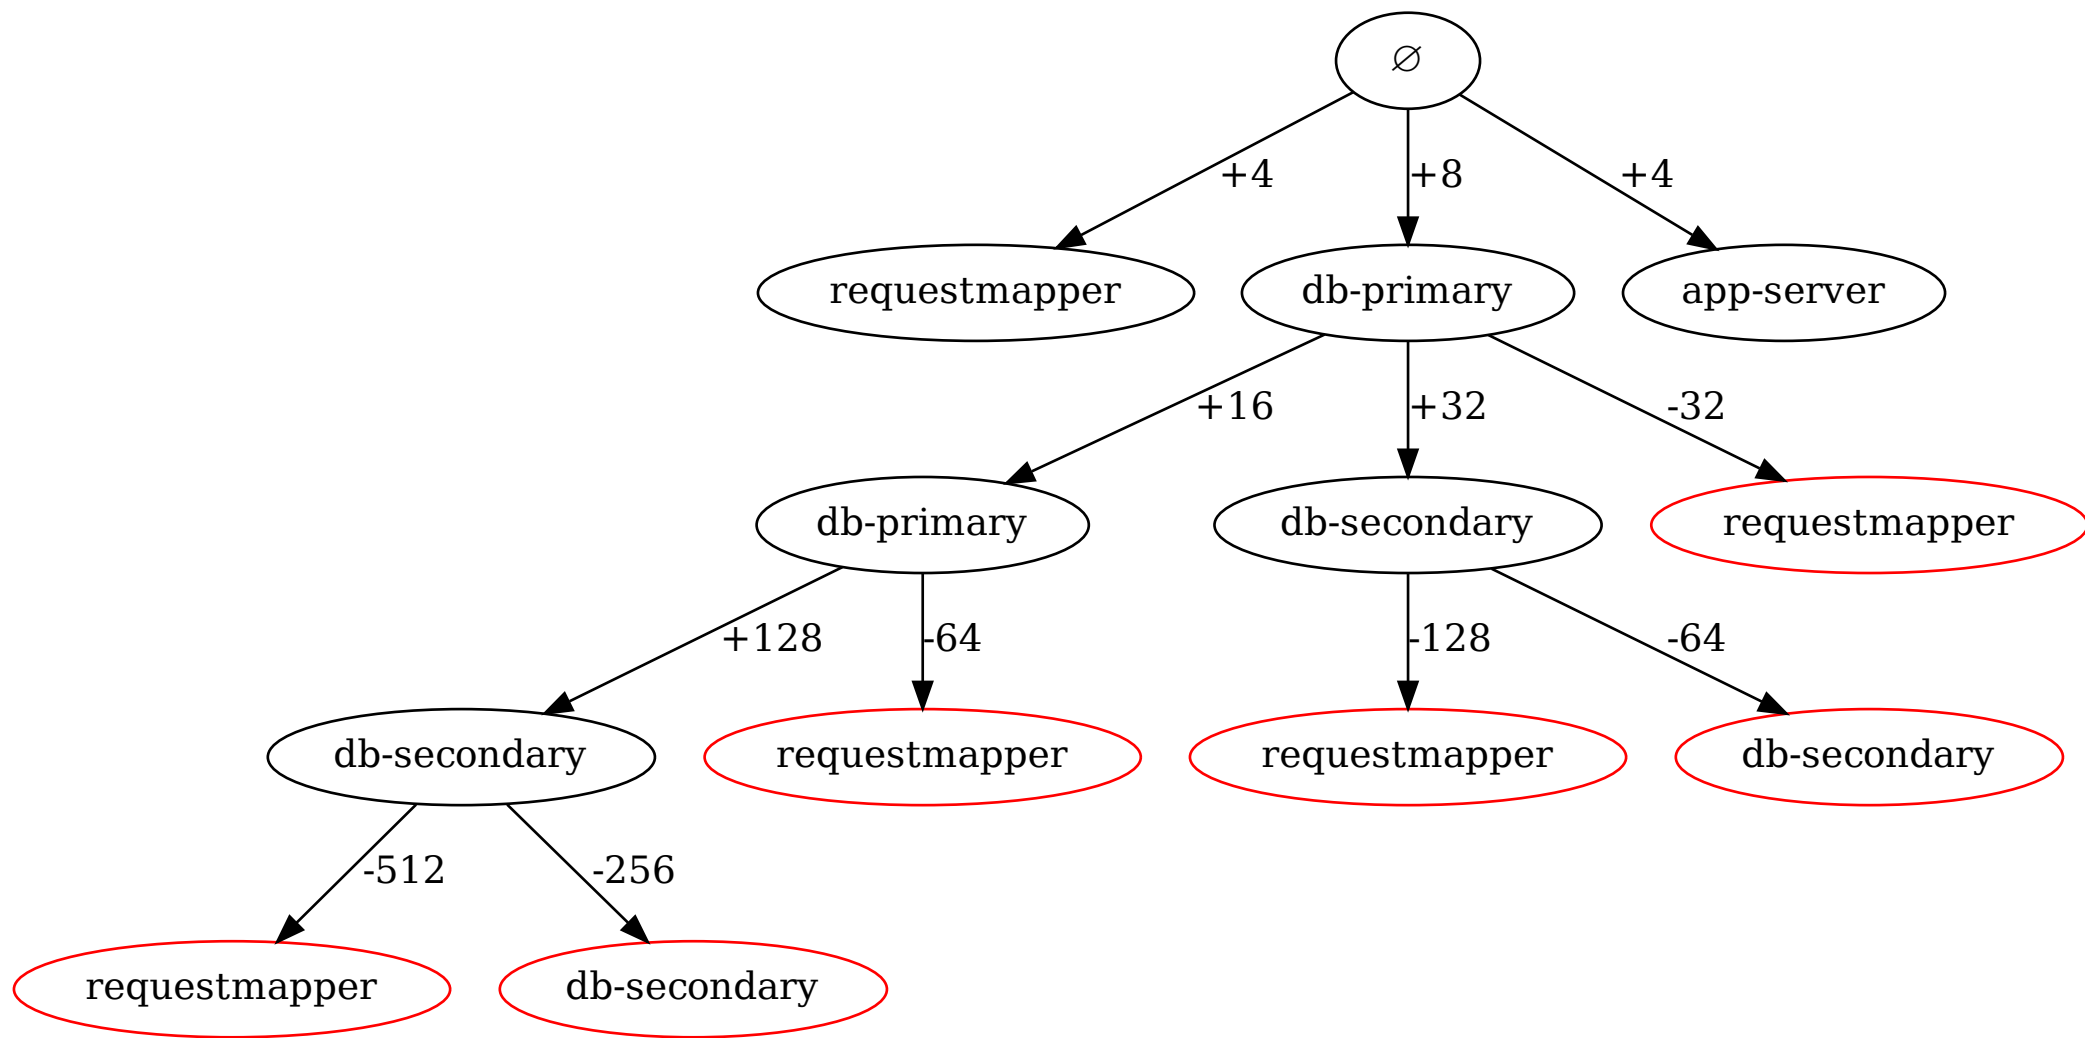 ∅
+4
+8
+4
requestmapper
db-primary
app-server
+16
+32
-32
db-primary
db-secondary
requestmapper
+128
-64
-128
-64
db-secondary
requestmapper
requestmapper
db-secondary
-512
-256
requestmapper
db-secondary